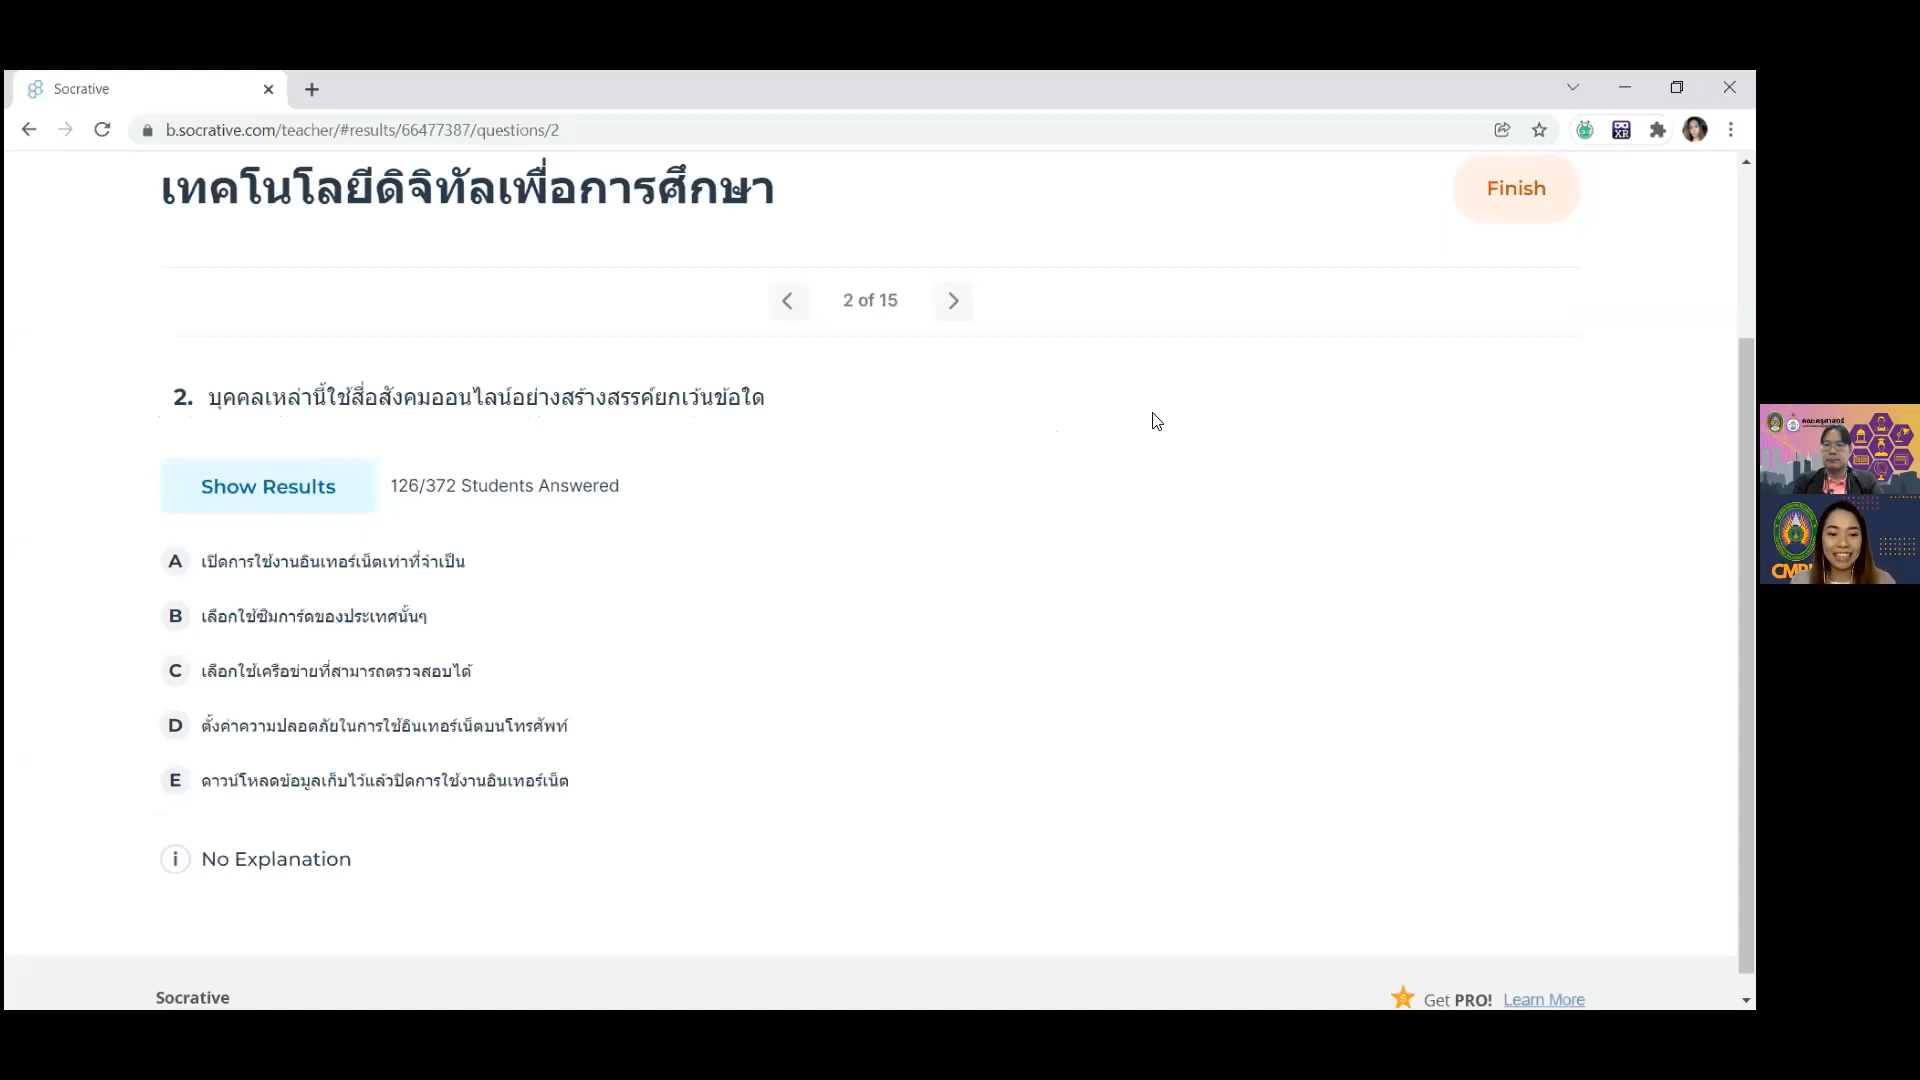 Socrative
b.socrative.com/teacher/#results/66477387/questions/2
XR
เทคโนโลยีดิจิทัลเพื่อการศึกษา
Finish
2 of 15
2. บุคคลเหล่านี้ใช้สื่อสังคมออนไลน์อย่างสร้างสรรค์ยกเว้นข้อใด
Show Results
126/372 Students Answered
A เปิดการใช้งานอินเทอร์เน็ตเท่าที่จำเป็น
B เลือกใช้ซิมการ์ดของประเทศนั้นๆ
C เลือกใช้เครือข่ายที่สามารถตรวจสอบได้
D ตั้งค่าความปลอดภัยในการใช้อินเทอร์เน็ตบนโทรศัพท์
E ดาวน์โหลดข้อมูลเก็บไว้แล้วปิดการใช้งานอินเทอร์เน็ต
i No Explanation
Socrative
Get PRO! Learn More
คณะครุศาสตร์